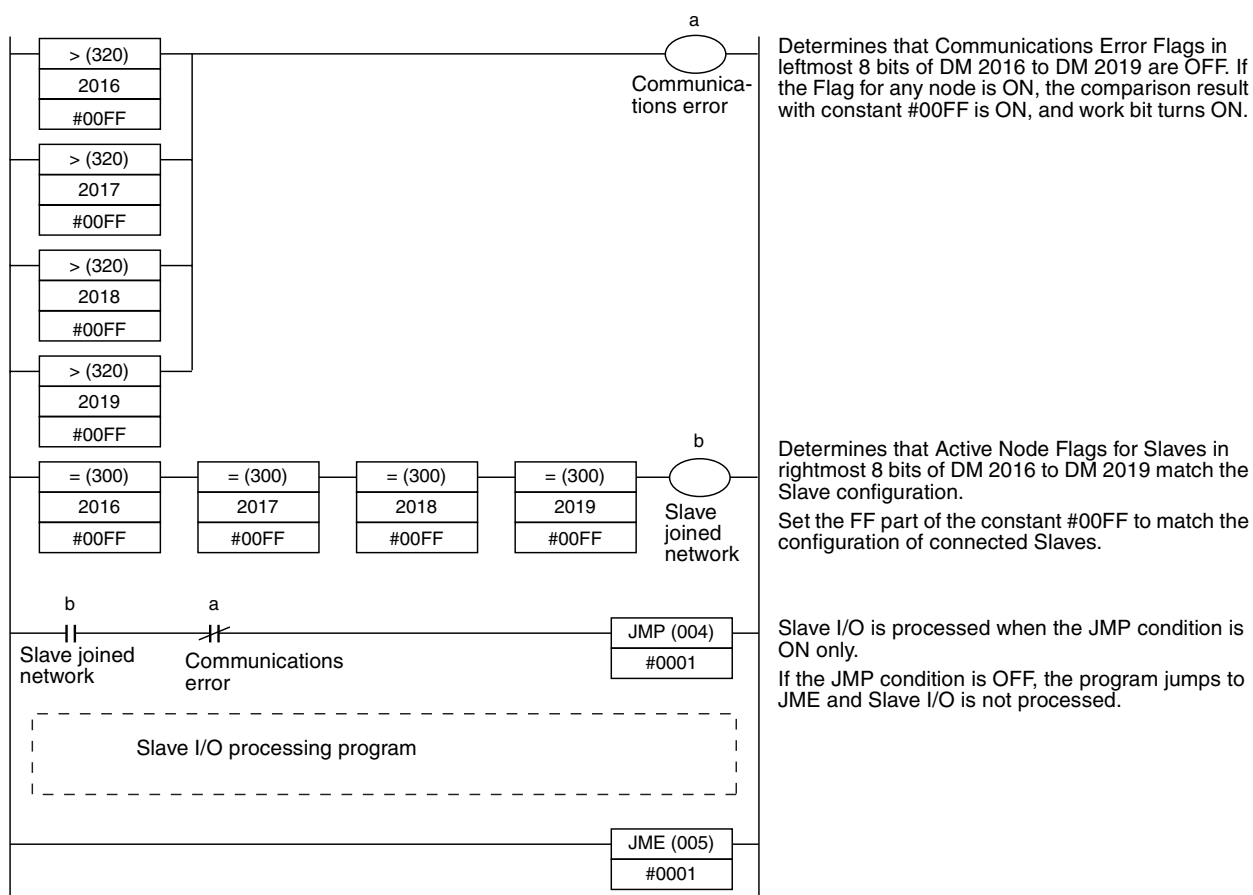 a
> (320)
2016
#00FF
Communica-
tions error
Determines that Communications Error Flags in
leftmost 8 bits of DM 2016 to DM 2019 are OFF. If
the Flag for any node is ON, the comparison result
with constant #00FF is ON, and work bit turns ON.
> (320)
2017
#00FF
> (320)
2018
#00FF
> (320)
2019
#00FF
b
= (300)
2016
#00FF
= (300)
2017
#00FF
= (300)
2018
#00FF
= (300)
2019
#00FF
Slave
joined
network
Determines that Active Node Flags for Slaves in
rightmost 8 bits of DM 2016 to DM 2019 match the
Slave configuration.
Set the FF part of the constant #00FF to match the
configuration of connected Slaves.
b
Slave joined
network
a
Communications
error
JMP (004)
#0001
Slave I/O is processed when the JMP condition is
ON only.
If the JMP condition is OFF, the program jumps to
JME and Slave I/O is not processed.
Slave I/O processing program
JME (005)
#0001